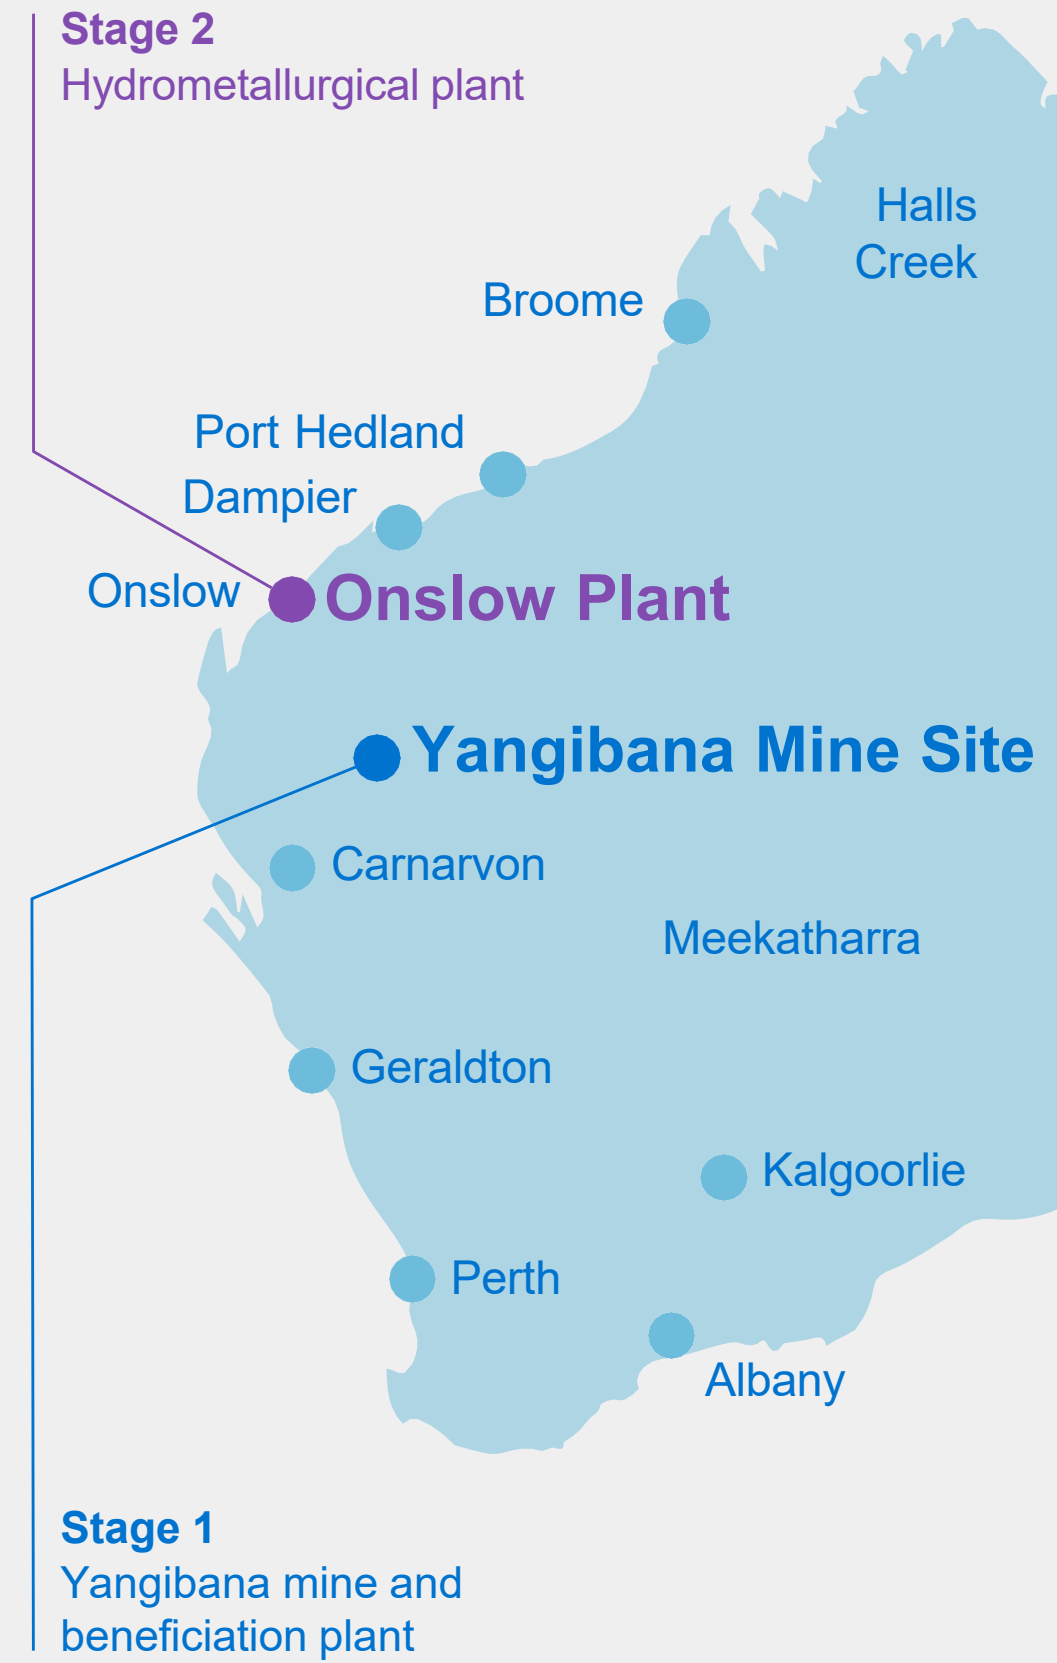 Stage 2
Hydrometallurgical plant
Halls
Creek
Broome
Port Hedland
Dampier
Onslow
Onslow Plant
Yangibana Mine Site
Carnarvon
Meekatharra
Geraldton
Kalgoorlie
Perth
Albany
Stage 1
Yangibana mine and
beneficiation plant